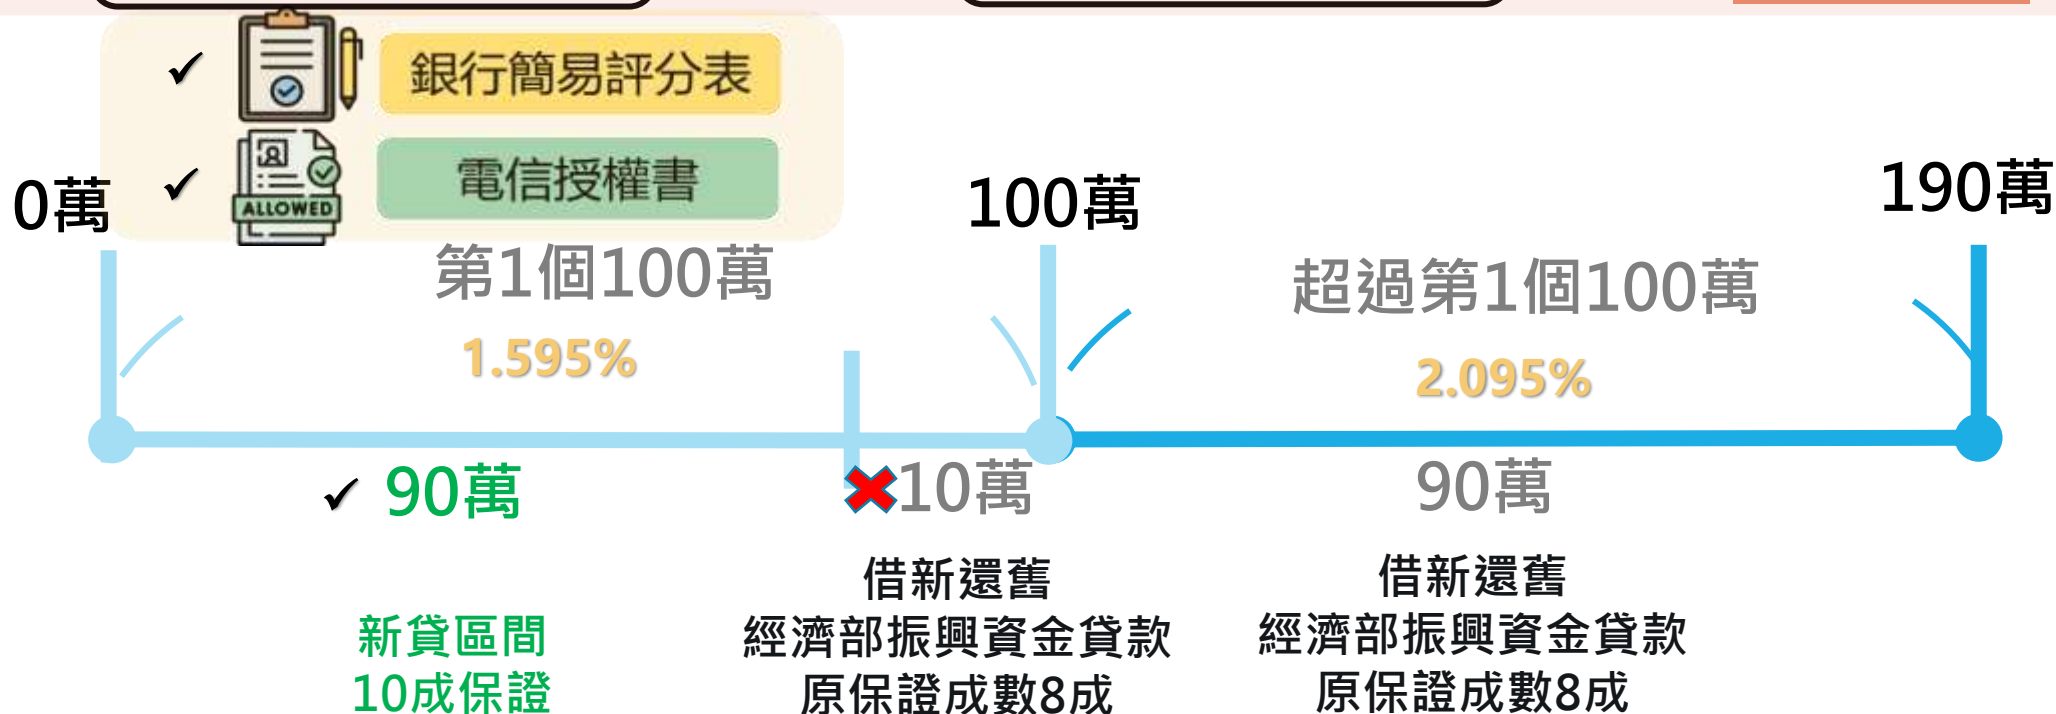 銀行簡易評分表
ALLOWED
電信授權書
0萬
100萬
190萬
第1個100萬
超過第1個100萬
1.595%
2.095%
90萬
10萬
90萬
新貸區間
10成保證
借新還舊
經濟部振興資金貸款
原保證成數8成
借新還舊
經濟部振興資金貸款
原保證成數8成